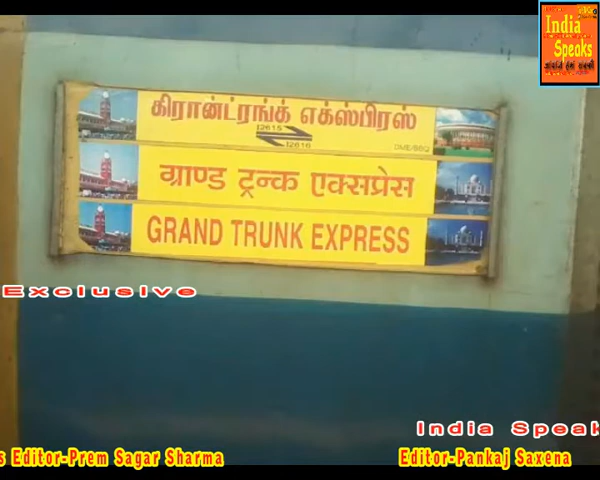 India
Speaks
கிரான்ட்ரங்க் எக்ஸ்பிரஸ்
12615
12616
ग्राण्ड ट्रन्क एक्सप्रेस
GRAND TRUNK EXPRESS
Exclusive
India Speak
s Editor-Prem Sagar Sharma
Editor-Pankaj Saxena